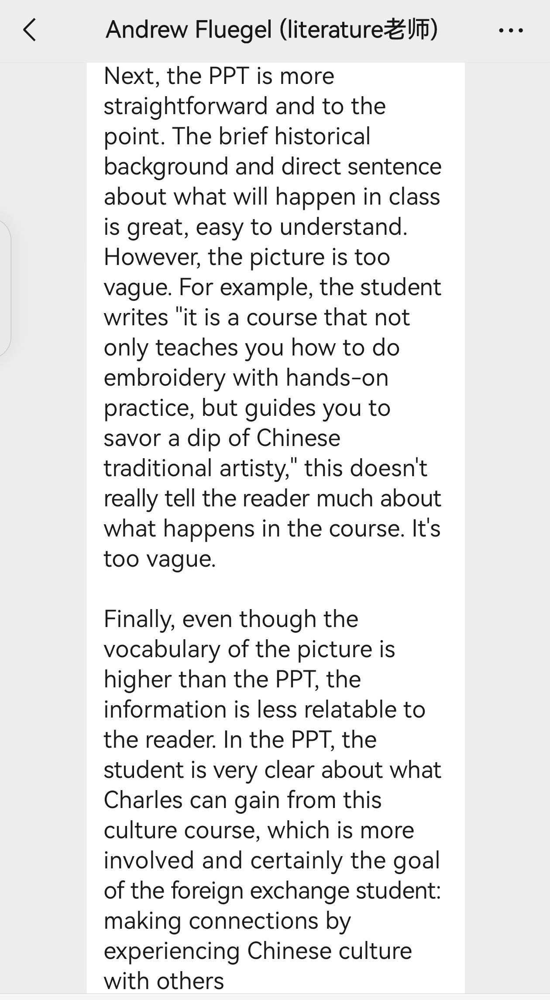 Andrew Fluegel (literature老师)
Next, the PPT is more
straightforward and to the
point. The brief historical
background and direct sentence
about what will happen in class
is great, easy to understand.
However, the picture is too
vague. For example, the student
writes "it is a course that not
only teaches you how to do
embroidery with hands-on
practice, but guides you to
savor a dip of Chinese
traditional artisty," this doesn't
really tell the reader much about
what happens in the course. It's
too vague.
Finally, even though the
vocabulary of the picture is
higher than the PPT, the
information is less relatable to
the reader. In the PPT, the
student is very clear about what
Charles can gain from this
culture course, which is more
involved and certainly the goal
of the foreign exchange student:
making connections by
experiencing Chinese culture
with others